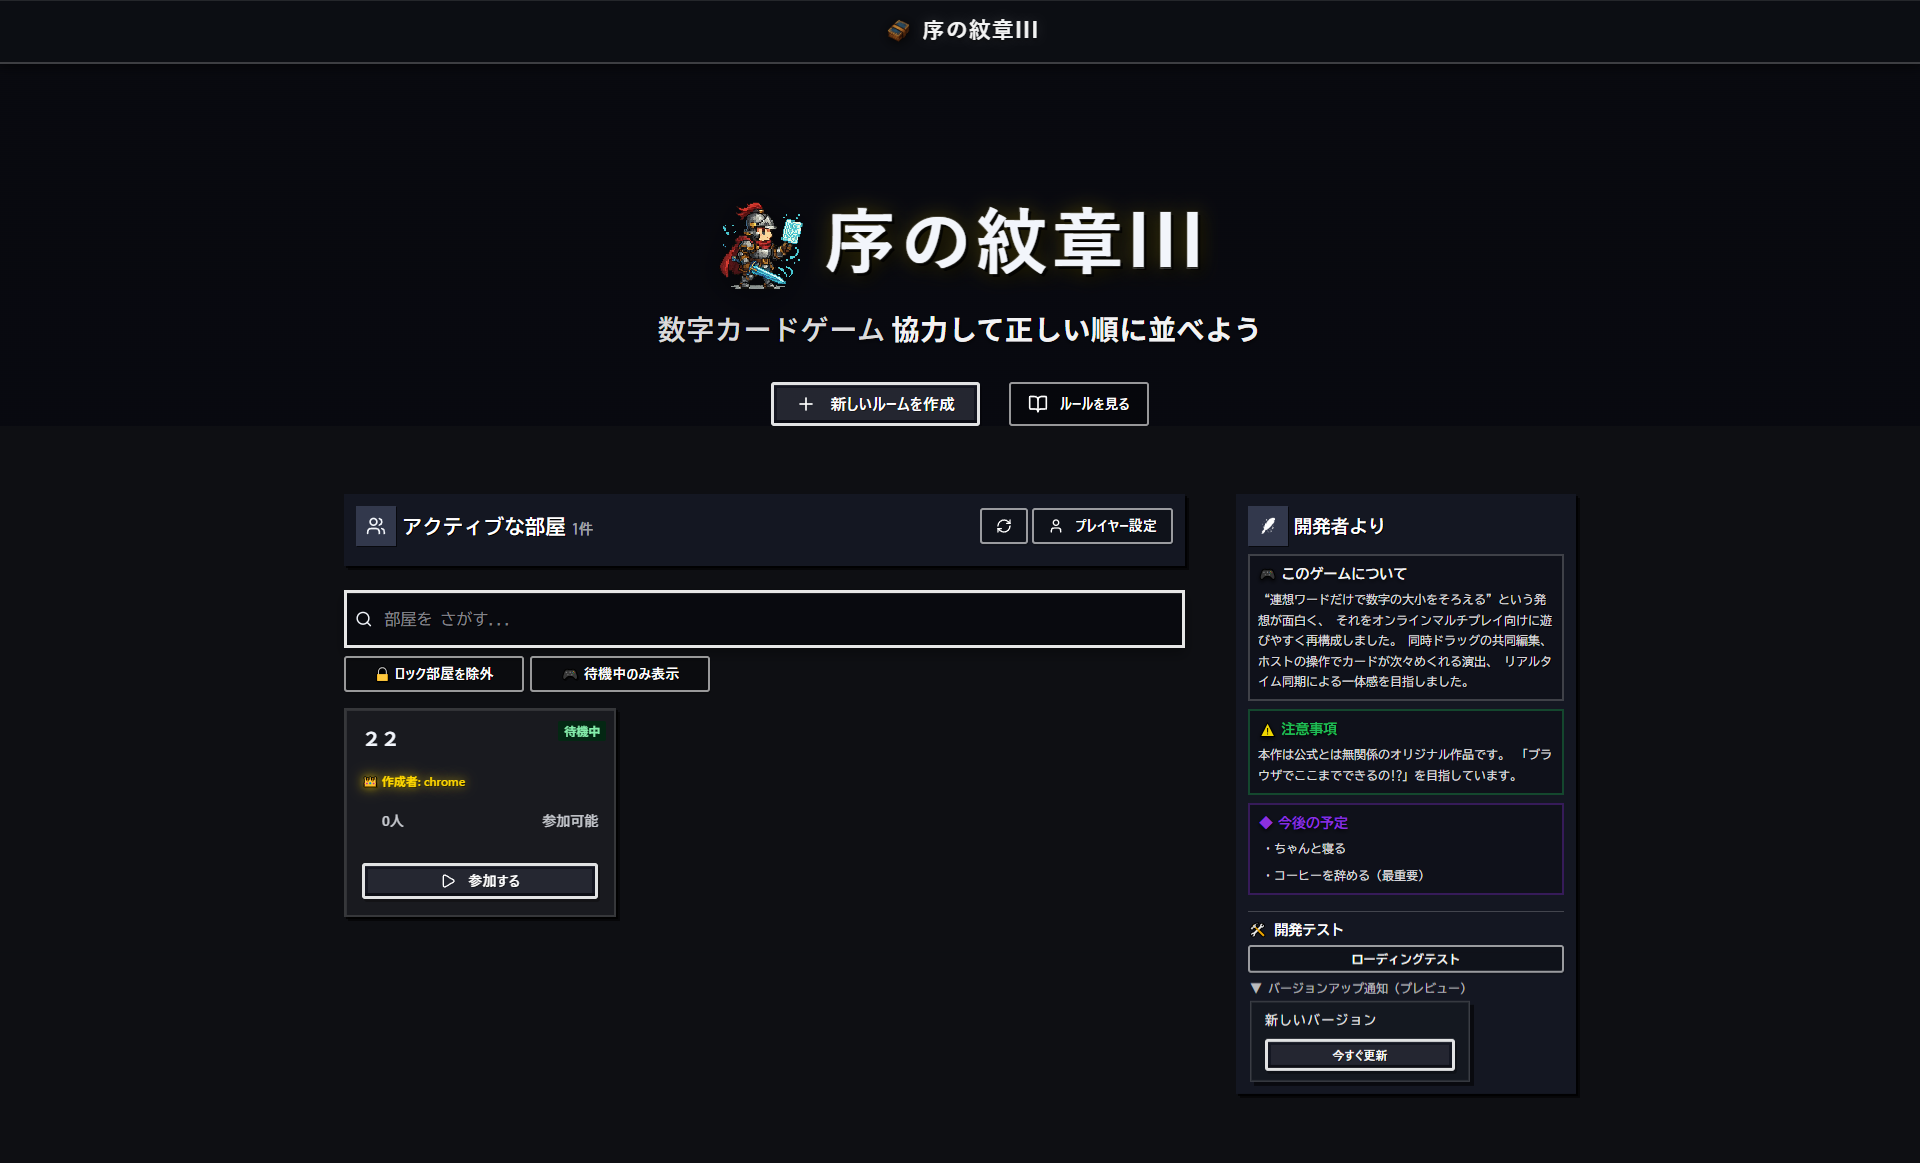 序の紋章III
序の紋章III
数字カードゲーム 協力して正しい順に並べよう
新しいルームを作成
ルールを見る
アクティブな部屋 1件
プレイヤー設定
部屋を さがす...
ロック部屋を除外
待機中のみ表示
２２
待機中
作成者: chrome
0人
参加可能
参加する
開発者より
このゲームについて
“連想ワードだけで数字の大小をそろえる”という発
想が面白く、 それをオンラインマルチプレイ向けに遊
びやすく再構成しました。 同時ドラッグの共同編集、
ホストの操作でカードが次々めくれる演出、 リアルタ
イム同期による一体感を目指しました。
注意事項
本作は公式とは無関係のオリジナル作品です。 「ブラ
ウザでここまでできるの!?」を目指しています。
◆ 今後の予定
・ちゃんと寝る
・コーヒーを辞める（最重要）
開発テスト
ローディングテスト
▼ バージョンアップ通知（プレビュー）
新しいバージョン
今すぐ更新